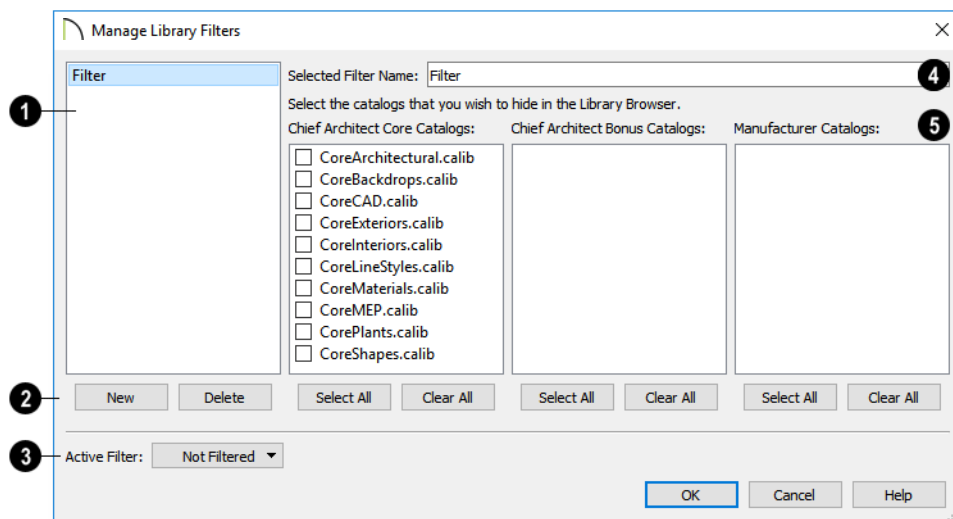 Manage Library Filters
Filter
Selected Filter Name: Filter
4
1
Select the catalogs that you wish to hide in the Library Browser.
Chief Architect Core Catalogs: Chief Architect Bonus Catalogs: Manufacturer Catalogs:
5
CoreArchitectural.calib
CoreBackdrops.calib
CoreCAD.calib
CoreExteriors.calib
CoreInteriors.calib
CoreLineStyles.calib
CoreMaterials.calib
CoreMEP.calib
CorePlants.calib
CoreShapes.calib
2
New Delete Select All Clear All Select All Clear All Select All Clear All
3
Active Filter: Not Filtered
OK Cancel Help